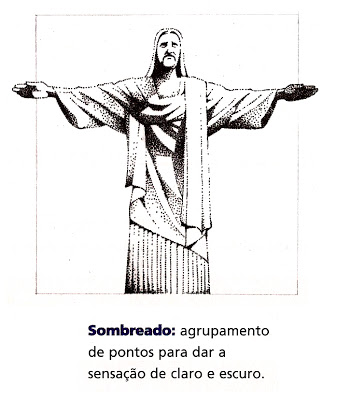 Sombreado: agrupamento
de pontos para dar a
sensação de claro e escuro.